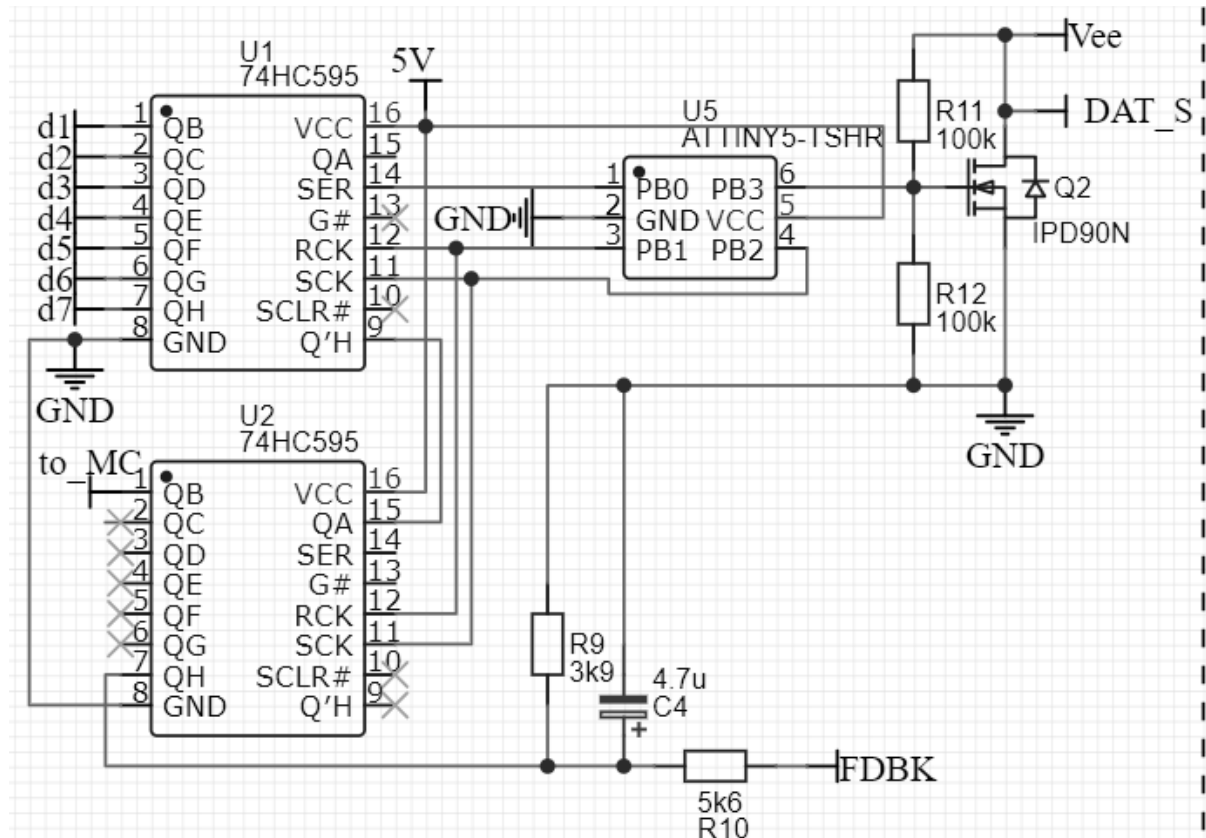 U1
74HC595
5V
d1 1 QB VCC 16
d2 2 QC QA 15
d3 3 QD SER 14
d4 4 QE G# 13
d5 5 QF RCK 12
d6 6 QG SCK 11
d7 7 QH SCLR# 10
8 GND Q'H 9
GND
U5
ATTINY5-TSHR
1 PB0 PB3 6
GND 2 GND VCC 5
3 PB1 PB2 4
Vee
DAT_S
R11
100k
Q2
IPD90N
R12
100k
GND
U2
74HC595
to_MC
1 QB VCC 16
2 QC QA 15
3 QD SER 14
4 QE G# 13
5 QF RCK 12
6 QG SCK 11
7 QH SCLR# 10
8 GND Q'H 9
R9
3k9
4.7u
C4
+
FDBK
5k6
R10